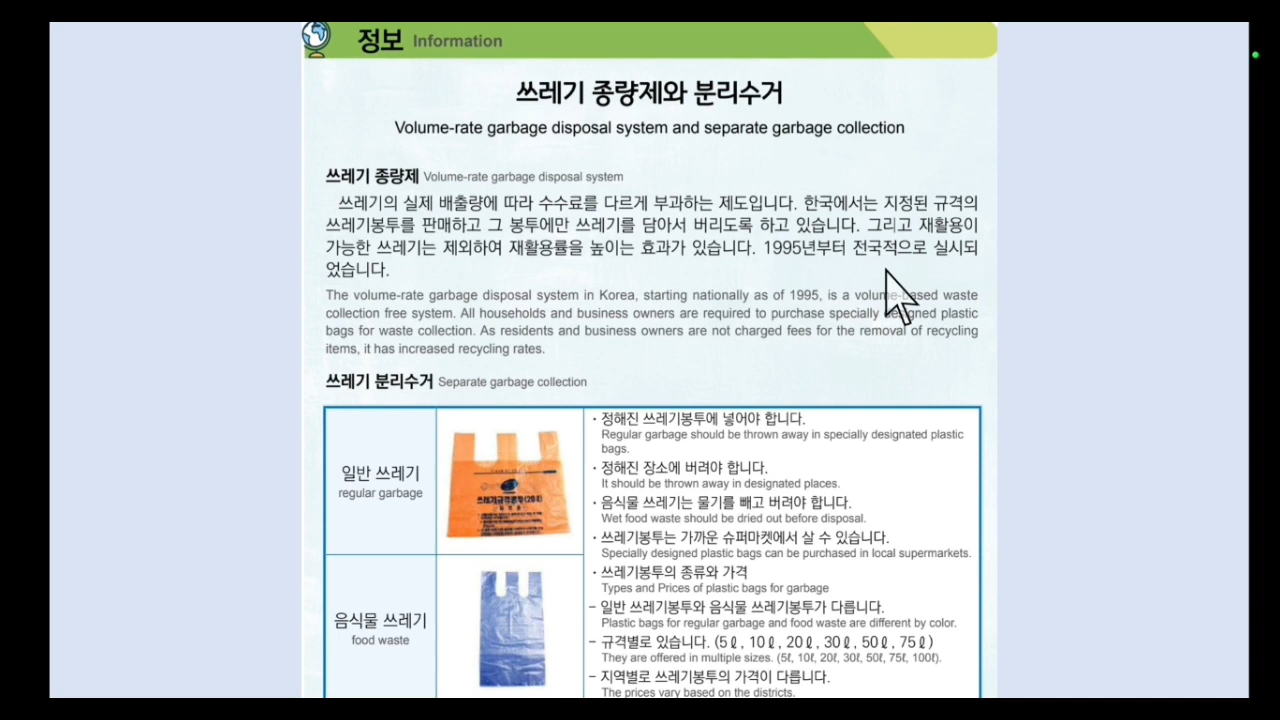 정보 Information
쓰레기 종량제와 분리수거
Volume-rate garbage disposal system and separate garbage collection
쓰레기 종량제 Volume-rate garbage disposal system
쓰레기의 실제 배출량에 따라 수수료를 다르게 부과하는 제도입니다. 한국에서는 지정된 규격의
쓰레기봉투를 판매하고 그 봉투에만 쓰레기를 담아서 버리도록 하고 있습니다. 그리고 재활용이
가능한 쓰레기는 제외하여 재활용률을 높이는 효과가 있습니다. 1995년부터 전국적으로 실시되
었습니다.
The volume-rate garbage disposal system in Korea, starting nationally as of 1995, is a volume-based waste
collection free system. All households and business owners are required to purchase specially designed plastic
bags for waste collection. As residents and business owners are not charged fees for the removal of recycling
items, it has increased recycling rates.
쓰레기 분리수거 Separate garbage collection
일반 쓰레기
regular garbage
쓰레기규격봉투(20ℓ)
· 정해진 쓰레기봉투에 넣어야 합니다.
Regular garbage should be thrown away in specially designated plastic
bags.
· 정해진 장소에 버려야 합니다.
It should be thrown away in designated places.
· 음식물 쓰레기는 물기를 빼고 버려야 합니다.
Wet food waste should be dried out before disposal.
· 쓰레기봉투는 가까운 슈퍼마켓에서 살 수 있습니다.
Specially designed plastic bags can be purchased in local supermarkets.
· 쓰레기봉투의 종류와 가격
Types and Prices of plastic bags for garbage
- 일반 쓰레기봉투와 음식물 쓰레기봉투가 다릅니다.
Plastic bags for regular garbage and food waste are different by color.
- 규격별로 있습니다. (5ℓ, 10ℓ, 20ℓ, 30ℓ, 50ℓ, 75ℓ)
They are offered in multiple sizes. (5ℓ, 10ℓ, 20ℓ, 30ℓ, 50ℓ, 75ℓ, 100ℓ).
- 지역별로 쓰레기봉투의 가격이 다릅니다.
The prices vary based on the districts.
음식물 쓰레기
food waste